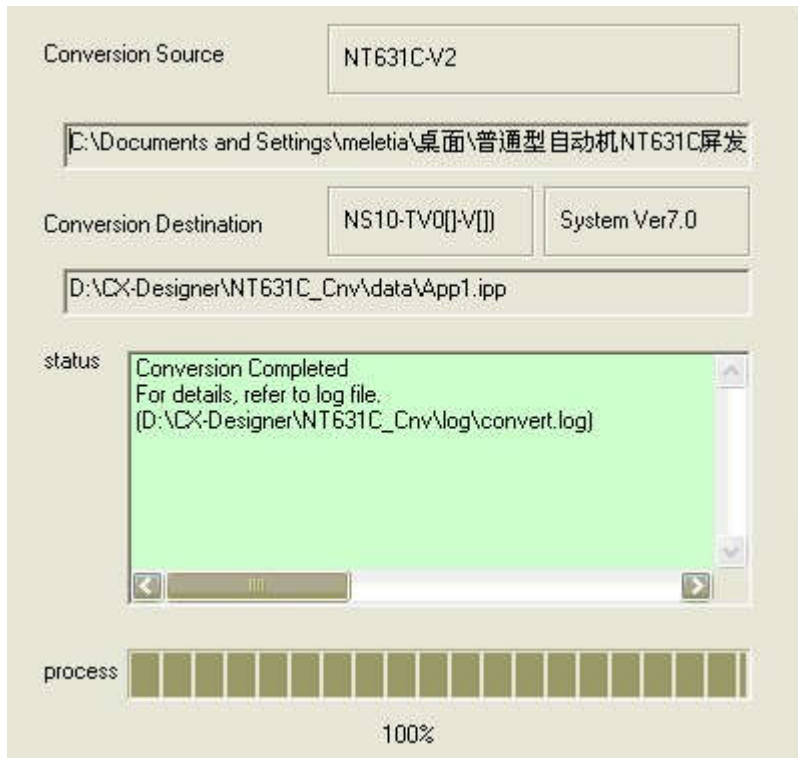 Conversion Source NT631C-V2
C:\Documents and Settings\meletia\桌面\普通型自动机NT631C屏发
Conversion Destination NS10-TV0[]-V[]) System Ver7.0
D:\CX-Designer\NT631C_Cnv\data\App1.ipp
status
Conversion Completed
For details, refer to log file.
(D:\CX-Designer\NT631C_Cnv\log\convert.log)
process
100%